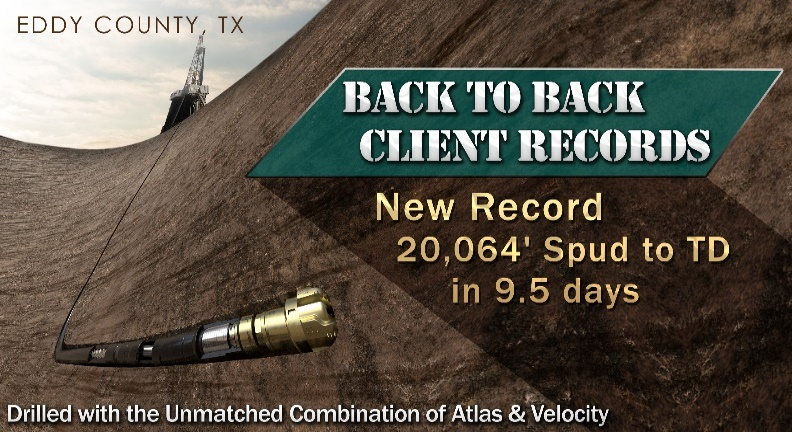 EDDY COUNTY, TX
BACK TO BACK
CLIENT RECORDS
New Record
20,064' Spud to TD
in 9.5 days
Drilled with the Unmatched Combination of Atlas & Velocity